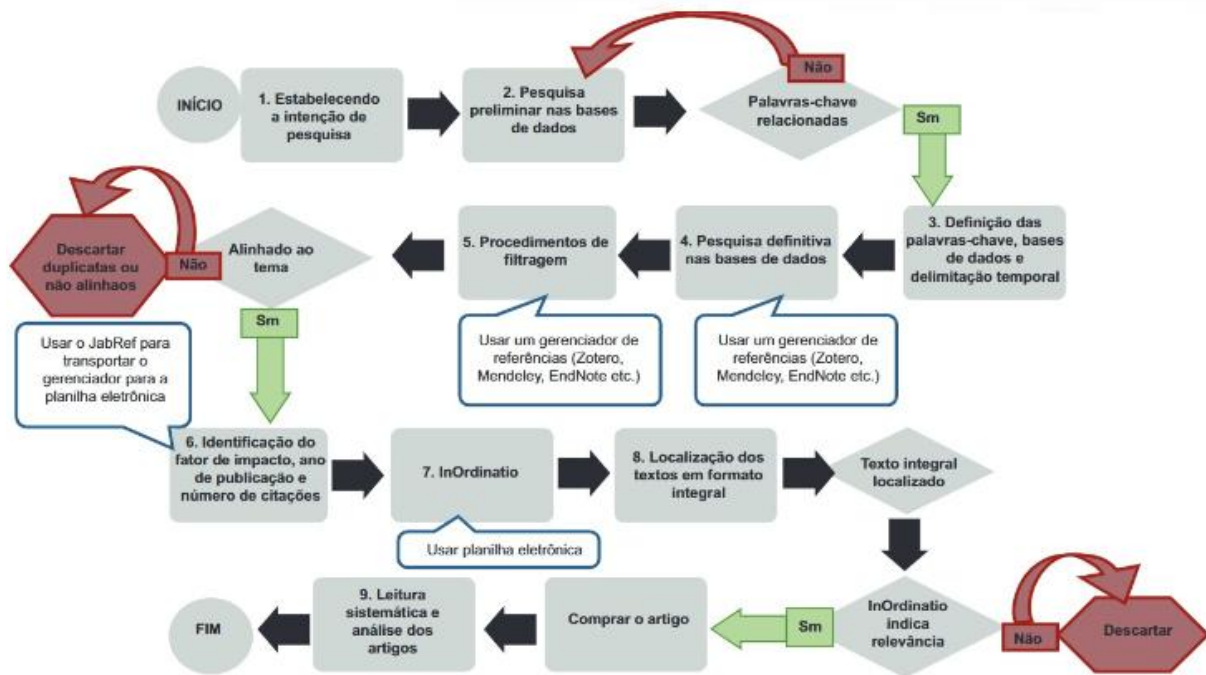 INÍCIO
1. Estabelecendo
a intenção de
pesquisa
2. Pesquisa
preliminar nas bases
de dados
Não
Palavras-chave
relacionadas
Sm
3. Definição das
palavras-chave, bases
de dados e
delimitação temporal
4. Pesquisa definitiva
nas bases de dados
5. Procedimentos de
filtragem
Alinhado ao
tema
Não
Descartar
duplicatas ou
não alinhaos
Sm
Usar o JabRef para
transportar o
gerenciador para a
planilha eletrônica
Usar um gerenciador de
referências (Zotero,
Mendeley, EndNote etc.)
Usar um gerenciador de
referências (Zotero,
Mendeley, EndNote etc.)
6. Identificação do
fator de impacto, ano
de publicação e
número de citações
7. InOrdinatio
Usar planilha eletrônica
8. Localização dos
textos em formato
integral
Texto integral
localizado
InOrdinatio
indica
relevância
Não
Descartar
Sm
Comprar o artigo
9. Leitura
sistemática e
análise dos
artigos
FIM